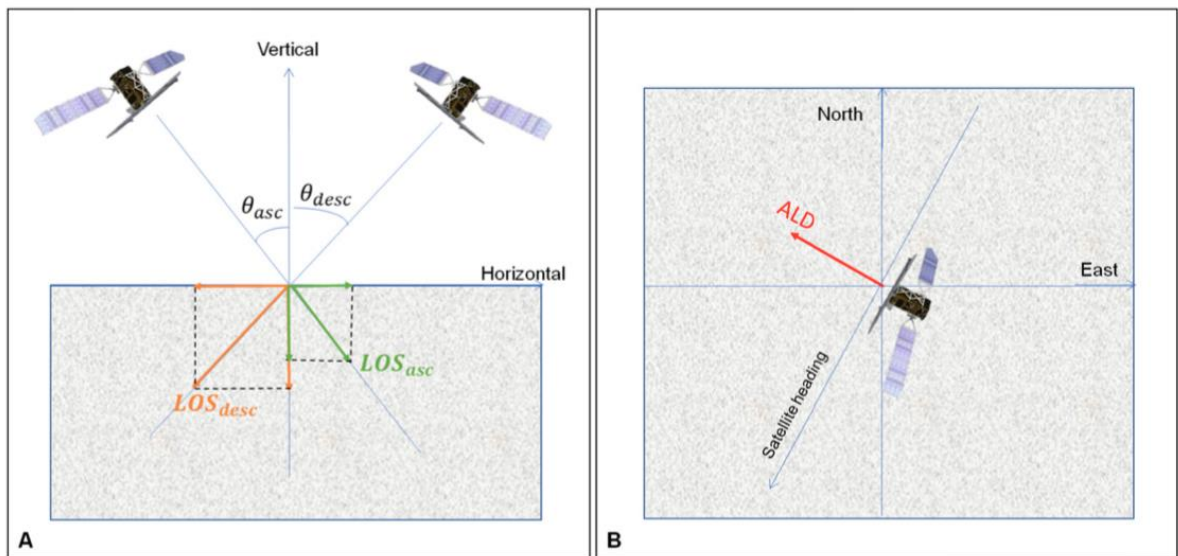 Vertical
θasc
θdesc
Horizontal
LOSasc
LOSdesc
A
North
ALD
East
Satellite heading
B